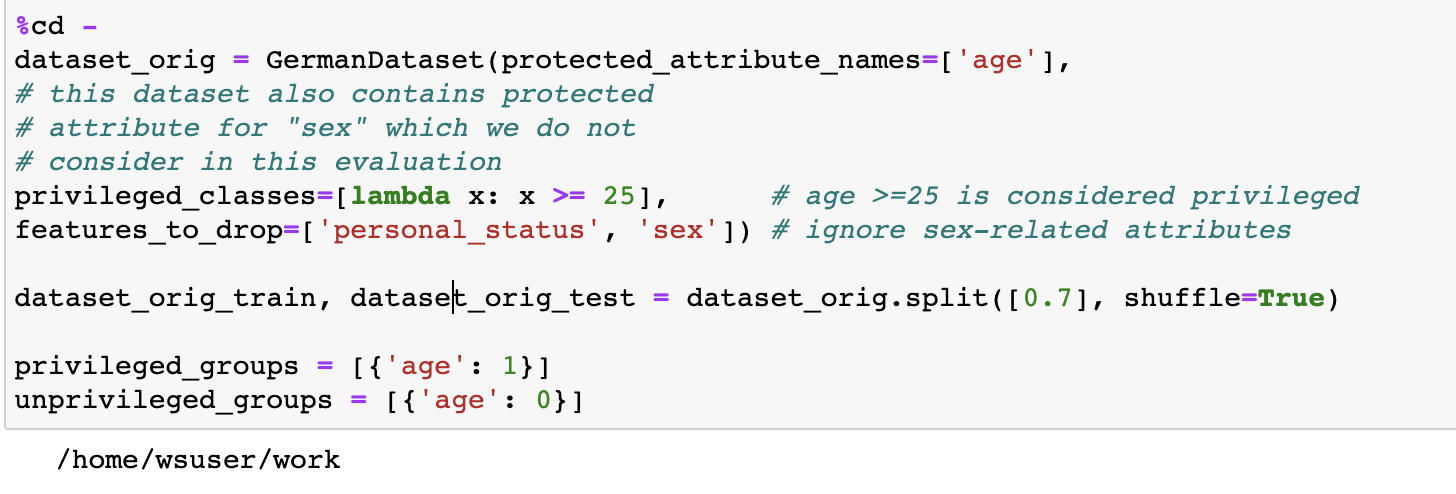 %cd -
dataset_orig = GermanDataset(protected_attribute_names=['age'],
# this dataset also contains protected
# attribute for "sex" which we do not
# consider in this evaluation
privileged_classes=[lambda x: x >= 25],      # age >=25 is considered privileged
features_to_drop=['personal_status', 'sex']) # ignore sex-related attributes
dataset_orig_train, dataset_orig_test = dataset_orig.split([0.7], shuffle=True)
privileged_groups = [{'age': 1}]
unprivileged_groups = [{'age': 0}]
/home/wsuser/work